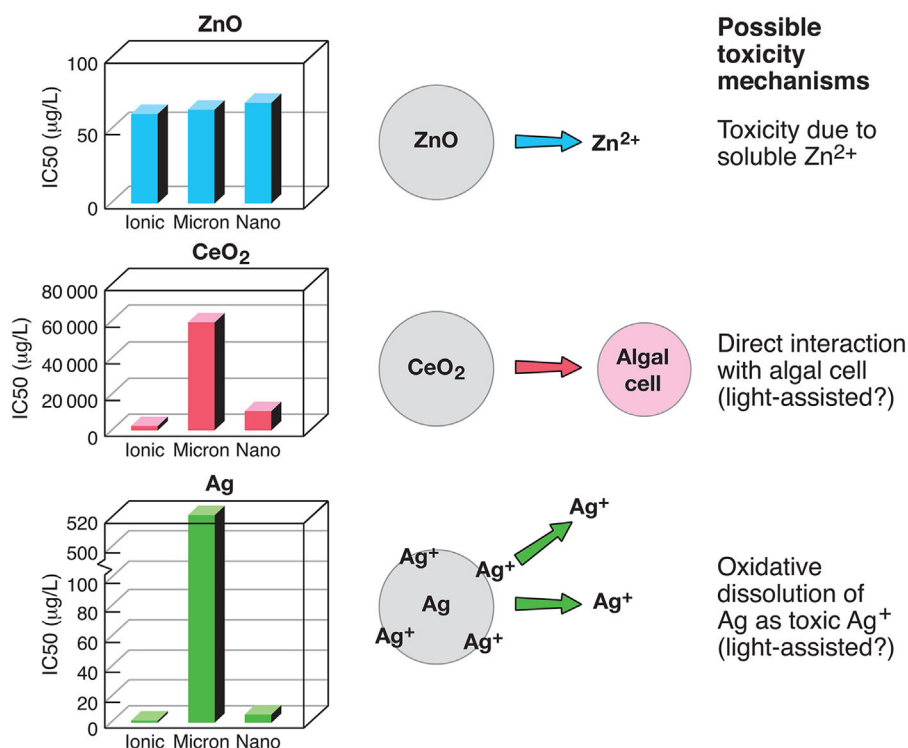 ZnO
IC50 (µg/L)
100
50
0
Ionic Micron Nano
ZnO
Zn²⁺
Possible
toxicity
mechanisms
Toxicity due to
soluble Zn²⁺
CeO₂
IC50 (µg/L)
80 000
60 000
40 000
20 000
0
Ionic Micron Nano
CeO₂
Algal
cell
Direct interaction
with algal cell
(light-assisted?)
Ag
IC50 (µg/L)
520
500
100
80
60
40
20
0
Ionic Micron Nano
Ag⁺
Ag⁺
Ag⁺
Ag
Ag⁺
Ag⁺
Ag⁺
Oxidative
dissolution of
Ag as toxic Ag⁺
(light-assisted?)